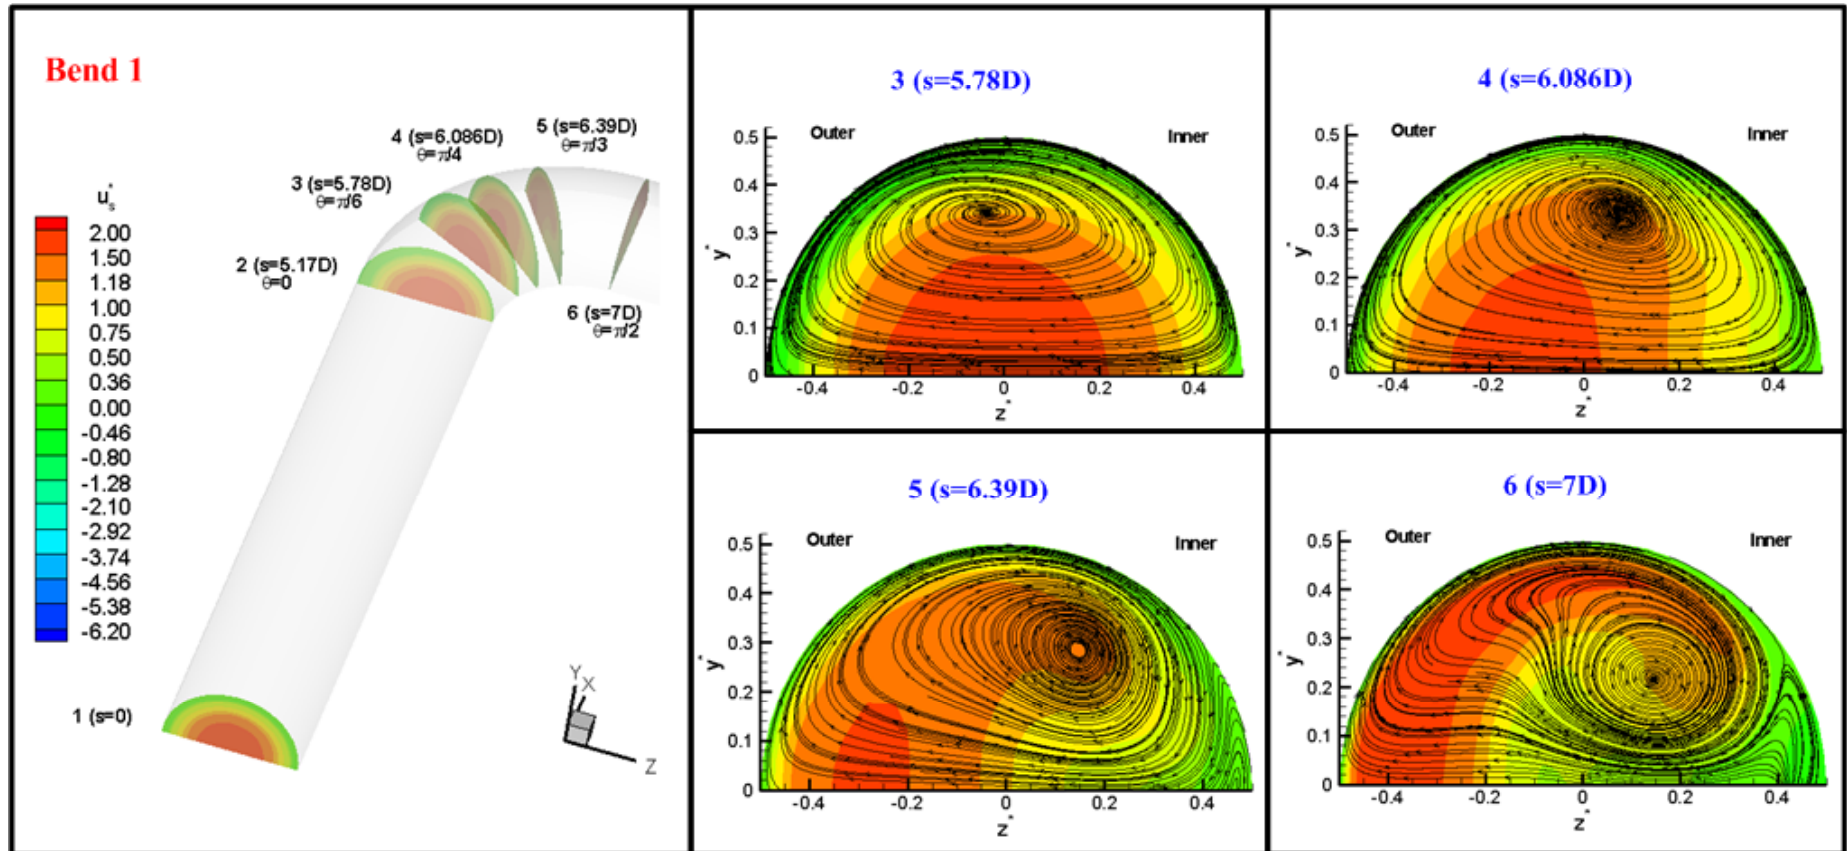 Bend 1
u*s
2.00
1.50
1.18
1.00
0.75
0.50
0.36
0.00
-0.46
-0.80
-1.28
-2.10
-2.92
-3.74
-4.56
-5.38
-6.20
5 (s=6.39D)
θ=π/3
4 (s=6.086D)
θ=π/4
3 (s=5.78D)
θ=π/6
2 (s=5.17D)
θ=0
6 (s=7D)
θ=π/2
1 (s=0)
Y
X
Z
3 (s=5.78D)
Outer
Inner
0.5
0.4
0.3
0.2
0.1
0
y*
-0.4
-0.2
0
0.2
0.4
z*
4 (s=6.086D)
Outer
Inner
0.5
0.4
0.3
0.2
0.1
0
y*
-0.4
-0.2
0
0.2
0.4
z*
5 (s=6.39D)
Outer
Inner
0.5
0.4
0.3
0.2
0.1
0
y*
-0.4
-0.2
0
0.2
0.4
z*
6 (s=7D)
Outer
Inner
0.5
0.4
0.3
0.2
0.1
0
y*
-0.4
-0.2
0
0.2
0.4
z*